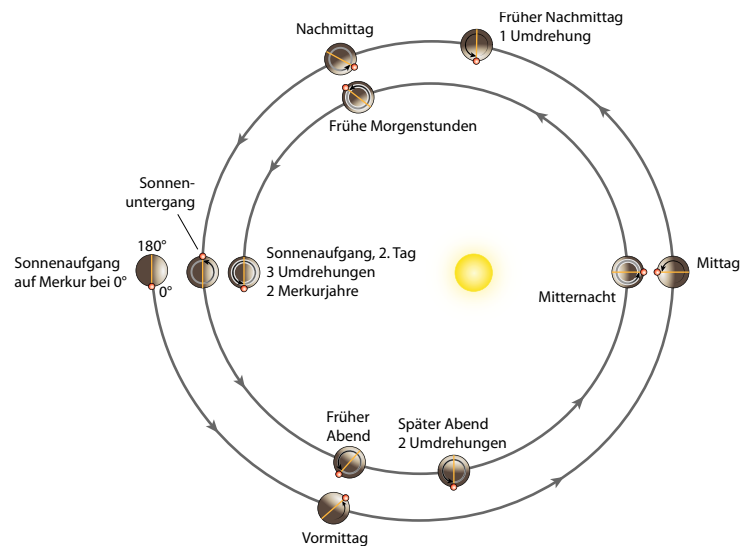 Früher Nachmittag
1 Umdrehung
Nachmittag
Frühe Morgenstunden
Sonnen-
untergang
180°
Sonnenaufgang
auf Merkur bei 0°
0°
Sonnenaufgang, 2. Tag
3 Umdrehungen
2 Merkurjahre
Mitternacht
Mittag
Früher
Abend
Später Abend
2 Umdrehungen
Vormittag